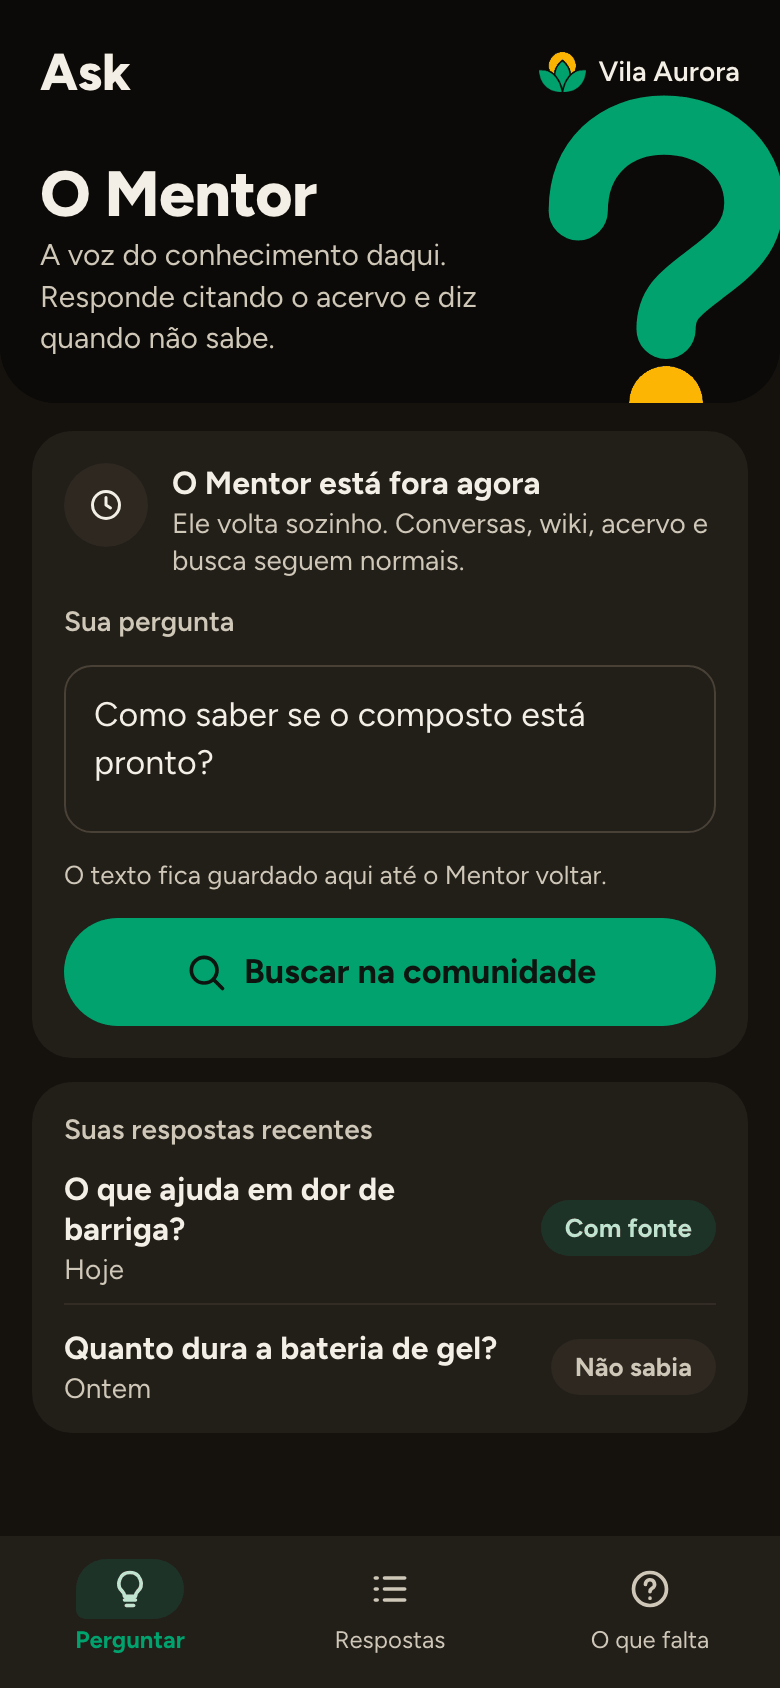 Ask
Vila Aurora
O Mentor
A voz do conhecimento daqui.
Responde citando o acervo e diz
quando não sabe.
O Mentor está fora agora
Ele volta sozinho. Conversas, wiki, acervo e
busca seguem normais.
Sua pergunta
Como saber se o composto está
pronto?
O texto fica guardado aqui até o Mentor voltar.
Buscar na comunidade
Suas respostas recentes
O que ajuda em dor de
barriga?
Hoje
Com fonte
Quanto dura a bateria de gel?
Ontem
Não sabia
Perguntar
Respostas
O que falta